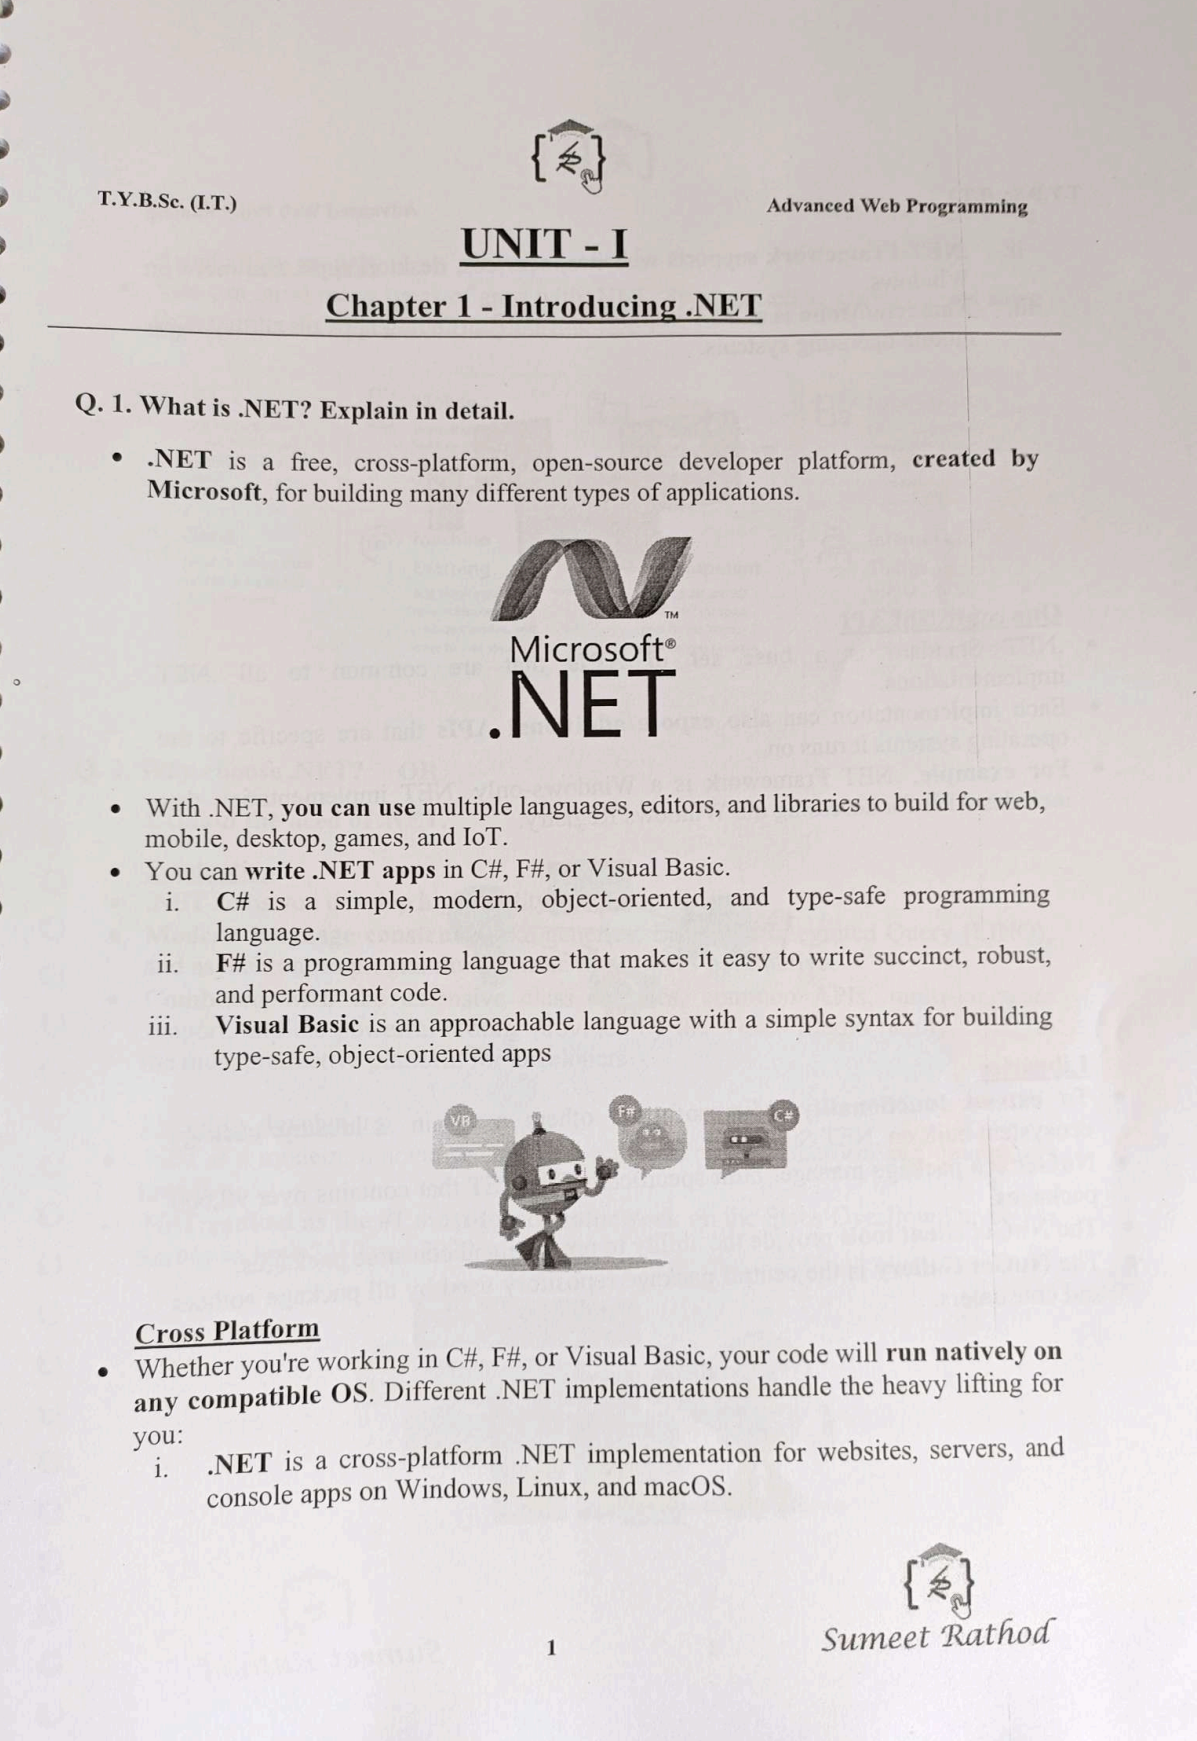 T.Y.B.Sc. (I.T.)
Advanced Web Programming
UNIT - I
Chapter 1 - Introducing .NET
Q. 1. What is .NET? Explain in detail.
• .NET is a free, cross-platform, open-source developer platform, created by
Microsoft, for building many different types of applications.
TM
Microsoft®
.NET
• With .NET, you can use multiple languages, editors, and libraries to build for web,
mobile, desktop, games, and IoT.
• You can write .NET apps in C#, F#, or Visual Basic.
i. C# is a simple, modern, object-oriented, and type-safe programming
language.
ii. F# is a programming language that makes it easy to write succinct, robust,
and performant code.
iii. Visual Basic is an approachable language with a simple syntax for building
type-safe, object-oriented apps
VB
F#
C#
Cross Platform
• Whether you're working in C#, F#, or Visual Basic, your code will run natively on
any compatible OS. Different .NET implementations handle the heavy lifting for
you:
i. .NET is a cross-platform .NET implementation for websites, servers, and
console apps on Windows, Linux, and macOS.
Sumeet Rathod
1